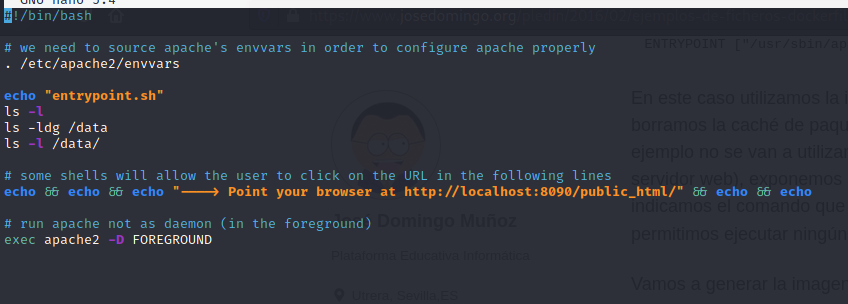 GNU nano 5.4
#!/bin/bash
# we need to source apache's envvars in order to configure apache properly
. /etc/apache2/envvars
echo "entrypoint.sh"
ls -l
ls -ldg /data
ls -l /data/
# some shells will allow the user to click on the URL in the following lines
echo && echo && echo "----> Point your browser at http://localhost:8090/public_html/" && echo && echo
# run apache not as daemon (in the foreground)
exec apache2 -D FOREGROUND
josedomingo.org
ENTRYPOINT ["/usr/sbin/ap
En este caso utilizamos la i
borramos la caché de paqu
ejemplo no se van a utiliza
servidor web), exponemos
indicamos el comando que
permitimos ejecutar ningún
Vamos a generar la imagen
Domingo Muñoz
Plataforma Educativa Informática
Utrera, Sevilla ES